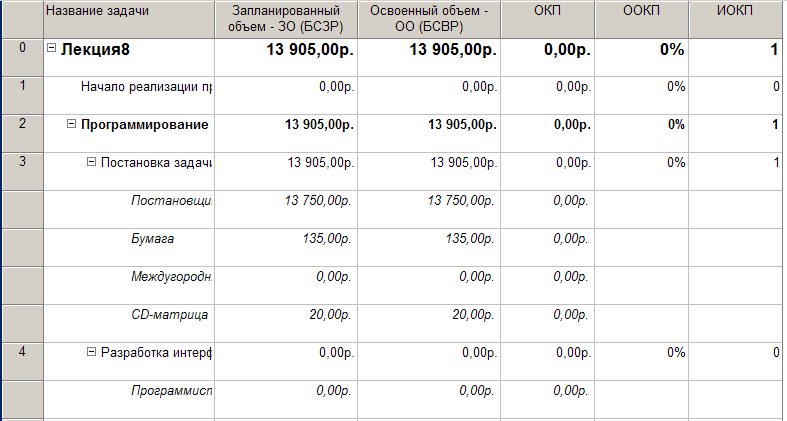 Название задачи Запланированный объем - ЗО (БСЗР) Освоенный объем - ОО (БСВР) ОКП ООКП ИОКП
0 Лекция8 13 905,00р. 13 905,00р. 0,00р. 0% 1
1 Начало реализации 0,00р. 0,00р. 0,00р. 0% 0
2 Программирование 13 905,00р. 13 905,00р. 0,00р. 0% 1
3 Постановка задачи 13 905,00р. 13 905,00р. 0,00р. 0% 1
13 750,00р. 13 750,00р. 0,00р.
Бумага 135,00р. 135,00р. 0,00р.
0,00р. 0,00р. 0,00р.
CD-матрица 20,00р. 20,00р. 0,00р.
4 Разработка 0,00р. 0,00р. 0,00р. 0% 0
0,00р. 0,00р. 0,00р.